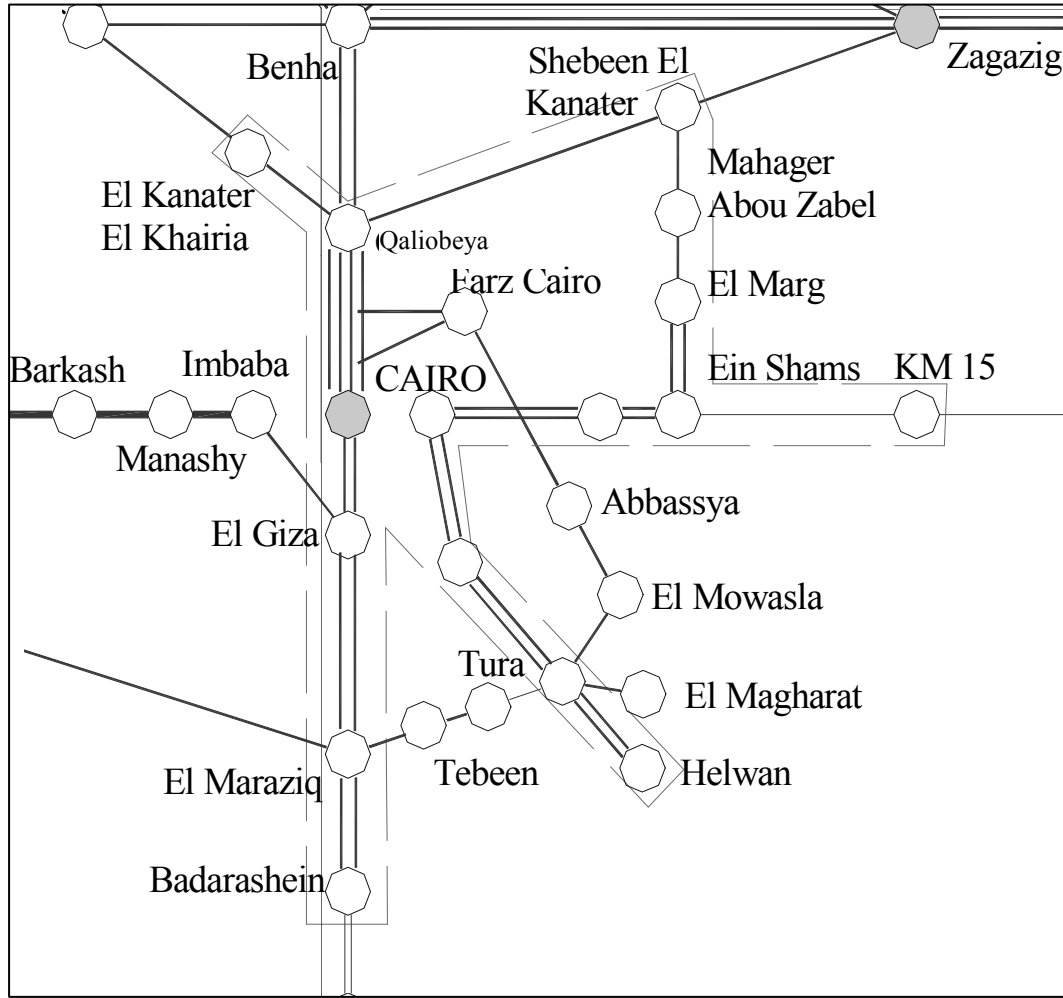 Benha
Shebeen El
Kanater
Zagazig
Mahager
Abou Zabel
El Kanater
El Khairia
(Qaliobeya
Farz Cairo
El Marg
Barkash
Imbaba
CAIRO
Ein Shams
KM 15
Manashy
El Giza
Abbassya
El Mowasla
Tura
El Magharat
El Maraziq
Tebeen
Helwan
Badarashein